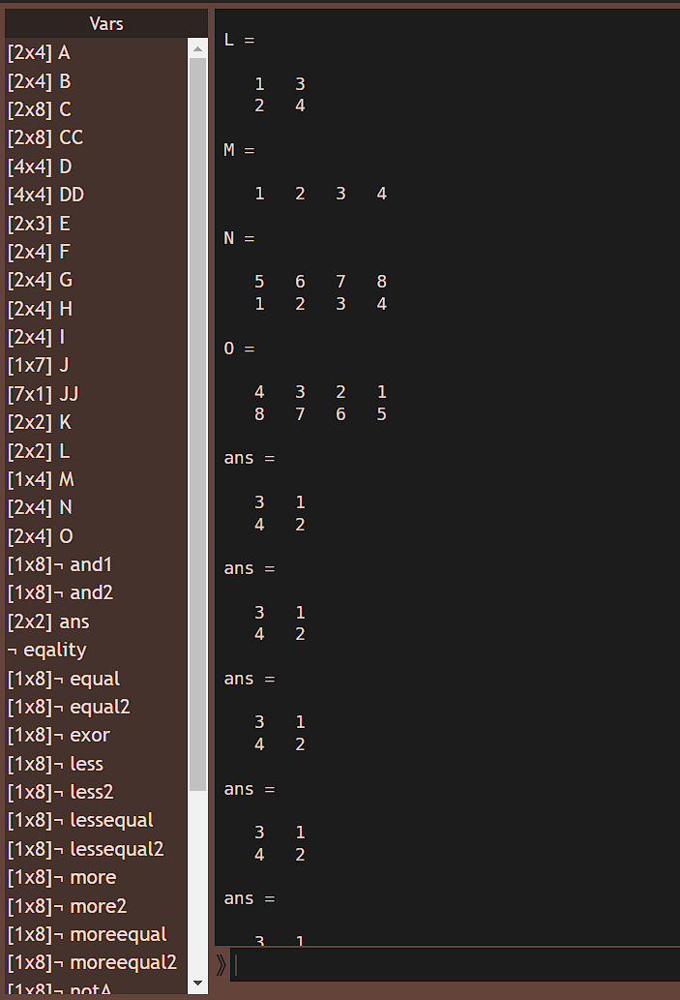 Vars
[2x4] A
[2x4] B
[2x8] C
[2x8] CC
[4x4] D
[4x4] DD
[2x3] E
[2x4] F
[2x4] G
[2x4] H
[2x4] I
[1x7] J
[7x1] JJ
[2x2] K
[2x2] L
[1x4] M
[2x4] N
[2x4] O
[1x8]¬ and1
[1x8]¬ and2
[2x2] ans
¬ eqality
[1x8]¬ equal
[1x8]¬ equal2
[1x8]¬ exor
[1x8]¬ less
[1x8]¬ less2
[1x8]¬ lessequal
[1x8]¬ lessequal2
[1x8]¬ more
[1x8]¬ more2
[1x8]¬ moreequal
[1x8]¬ moreequal2
[1x8]¬ notA
L =
1 3
2 4
M =
1 2 3 4
N =
5 6 7 8
1 2 3 4
O =
4 3 2 1
8 7 6 5
ans =
3 1
4 2
ans =
3 1
4 2
ans =
3 1
4 2
ans =
3 1
4 2
ans =
3 1
》